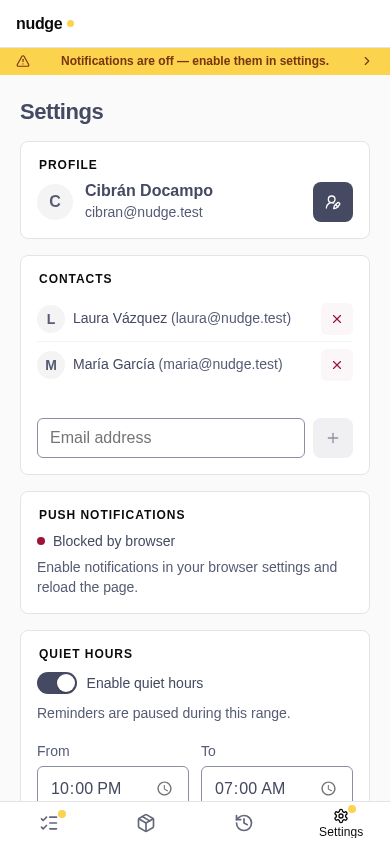 nudge
Notifications are off — enable them in settings.
Settings
PROFILE
C
Cibrán Docampo
cibran@nudge.test
CONTACTS
L
Laura Vázquez (laura@nudge.test)
M
María García (maria@nudge.test)
Email address
PUSH NOTIFICATIONS
Blocked by browser
Enable notifications in your browser settings and
reload the page.
QUIET HOURS
Enable quiet hours
Reminders are paused during this range.
From To
10:00 PM 07:00 AM
Settings